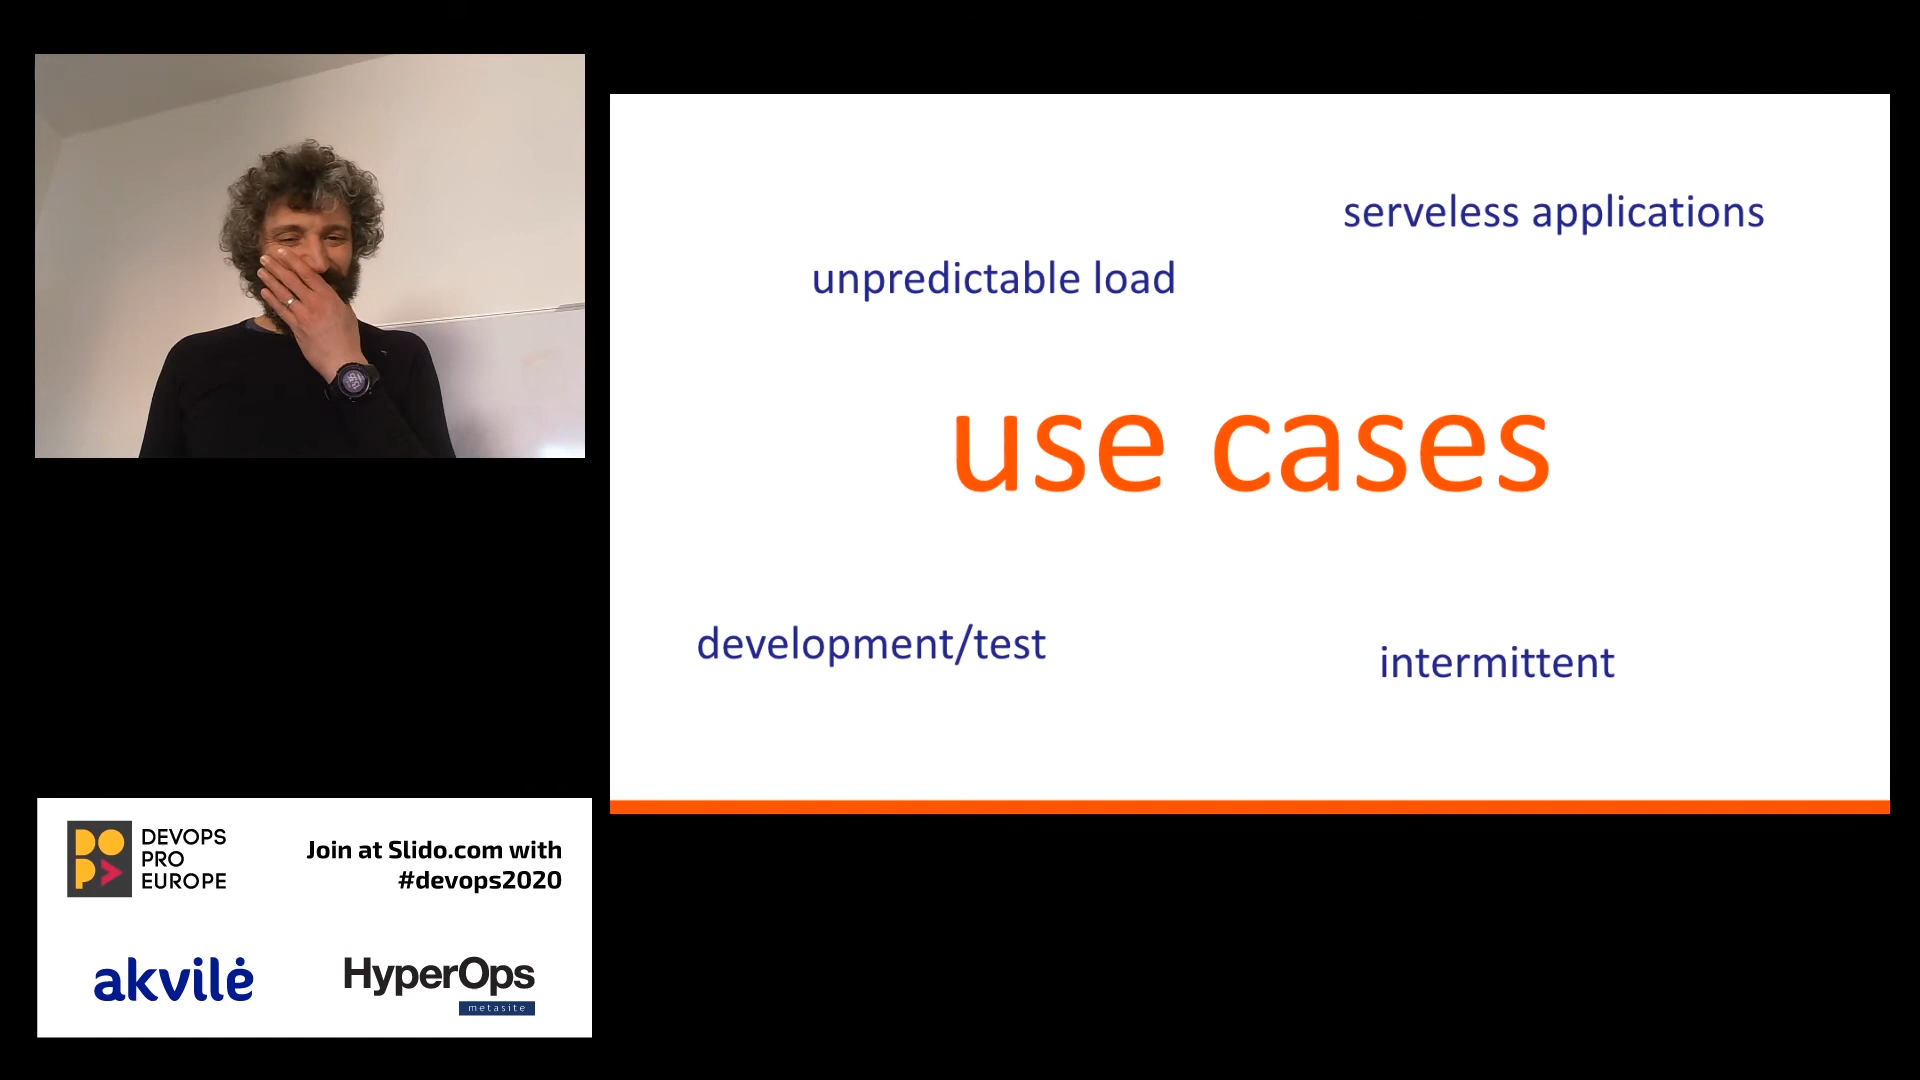 serveless applications
unpredictable load
use cases
development/test
intermittent
DEVOPS
PRO
EUROPE
Join at Slido.com with
#devops2020
akvilė
HyperOps
metasite